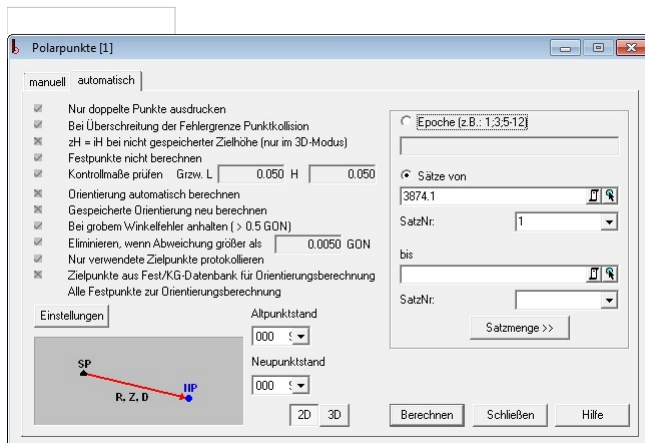 Polarpunkte [1]
manuell automatisch
Nur doppelte Punkte ausdrucken
Bei Überschreitung der Fehlergrenze Punktkollision
zH = iH bei nicht gespeicherter Zielhöhe (nur im 3D-Modus)
Festpunkte nicht berechnen
Kontrollmaße prüfen Grzw. L 0.050 H 0.050
Orientierung automatisch berechnen
Gespeicherte Orientierung neu berechnen
Bei grobem Winkelfehler anhalten ( > 0.5 GON)
Eliminieren, wenn Abweichung größer als 0.0050 GON
Nur verwendete Zielpunkte protokollieren
Zielpunkte aus Fest/KG-Datenbank für Orientierungsberechnung
Alle Festpunkte zur Orientierungsberechnung
Einstellungen
SP
R, Z, D
NP
Altpunktstand
000
Neupunktstand
000
2D 3D
Epoche (z.B.: 1;3;5-12)
Sätze von
3874.1
SatzNr: 1
bis
SatzNr:
Satzmenge >>
Berechnen Schließen Hilfe